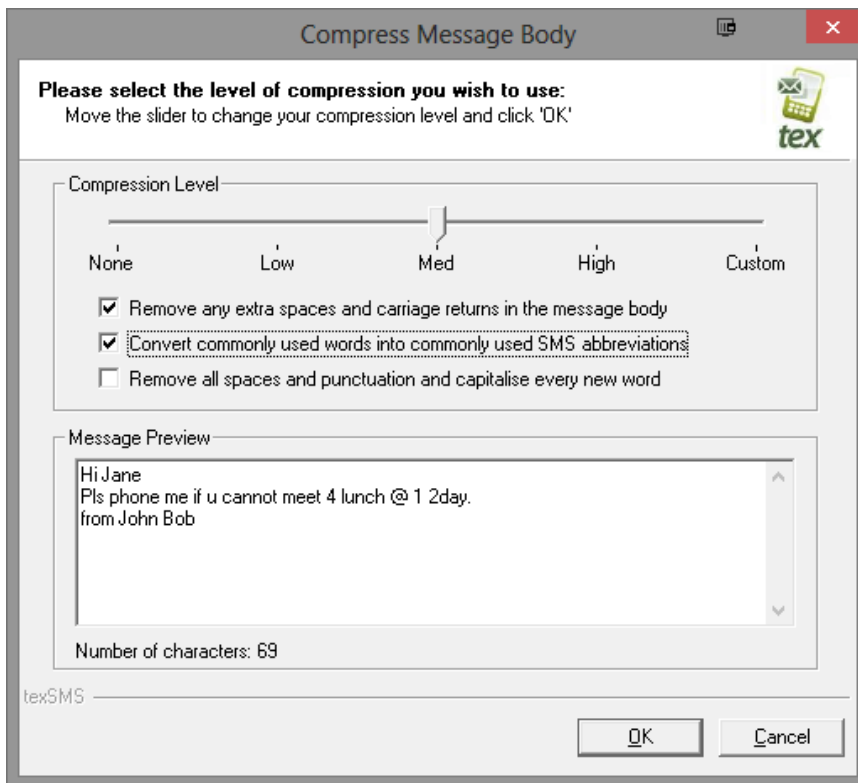 Compress Message Body
Please select the level of compression you wish to use:
Move the slider to change your compression level and click 'OK'
tex
Compression Level
None Low Med High Custom
Remove any extra spaces and carriage returns in the message body
Convert commonly used words into commonly used SMS abbreviations
Remove all spaces and punctuation and capitalise every new word
Message Preview
Hi Jane
Pls phone me if u cannot meet 4 lunch @ 1 2day.
from John Bob
Number of characters: 69
texSMS
OK Cancel